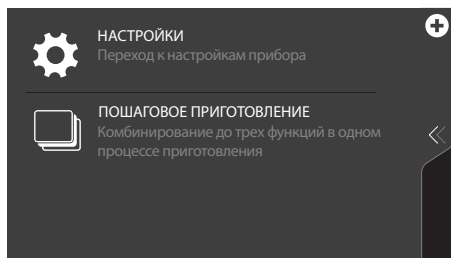 НАСТРОЙКИ
Переход к настройкам прибора
ПОШАГОВОЕ ПРИГОТОВЛЕНИЕ
Комбинирование до трех функций в одном
процессе приготовления